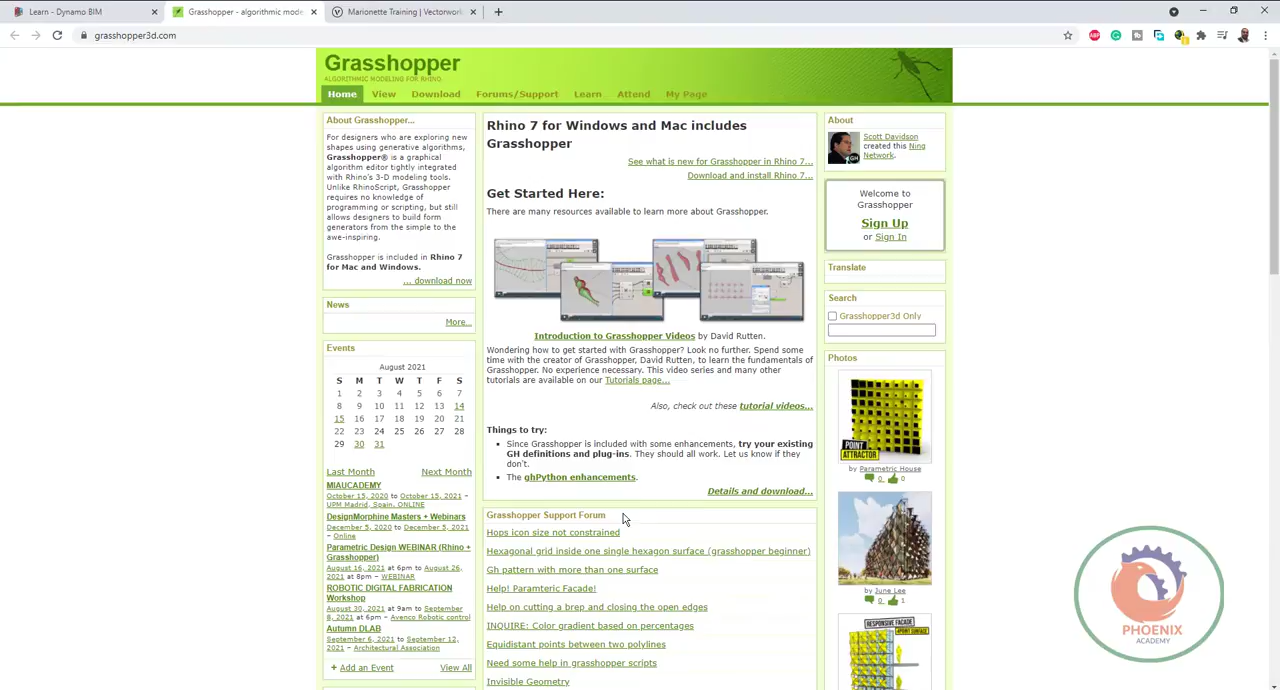 Learn - Dynamo BIM
Grasshopper - algorithmic mode
Marionette Training | Vectorwork
grasshopper3d.com
Grasshopper
ALGORITHMIC MODELING FOR RHINO
Home View Download Forums/Support Learn Attend My Page
About Grasshopper...
For designers who are exploring new
shapes using generative algorithms,
Grasshopper® is a graphical
algorithm editor tightly integrated
with Rhino's 3-D modeling tools.
Unlike RhinoScript, Grasshopper
requires no knowledge of
programming or scripting, but still
allows designers to build form
generators from the simple to the
awe-inspiring.
Grasshopper is included in Rhino 7
for Mac and Windows.
... download now
News
More...
Events
August 2021
S M T W T F S
1 2 3 4 5 6 7
8 9 10 11 12 13 14
15 16 17 18 19 20 21
22 23 24 25 26 27 28
29 30 31
Last Month Next Month
MIAUCADEMY
October 15, 2020 to October 15, 2021 –
UPM Madrid, Spain. ONLINE
DesignMorphine Masters + Webinars
December 5, 2020 to December 5, 2021
– Online
Parametric Design WEBINAR (Rhino +
Grasshopper)
August 16, 2021 at 6pm to August 26,
2021 at 8pm – WEBINAR
ROBOTIC DIGITAL FABRICATION
Workshop
August 30, 2021 at 9am to September
8, 2021 at 6pm – Avenco Robotic control
Autumn DLAB
September 6, 2021 to September 12,
2021 – Architectural Association
+ Add an Event View All
Rhino 7 for Windows and Mac includes
Grasshopper
See what is new for Grasshopper in Rhino 7...
Download and install Rhino 7...
Get Started Here:
There are many resources available to learn more about Grasshopper.
Introduction to Grasshopper Videos by David Rutten.
Wondering how to get started with Grasshopper? Look no further. Spend some
time with the creator of Grasshopper, David Rutten, to learn the fundamentals of
Grasshopper. No experience necessary. This video series and many other
tutorials are available on our Tutorials page...
Also, check out these tutorial videos...
Things to try:
Since Grasshopper is included with some enhancements, try your existing
GH definitions and plug-ins. They should all work. Let us know if they
don't.
The ghPython enhancements.
Details and download...
Grasshopper Support Forum
Hops icon size not constrained
Hexagonal grid inside one single hexagon surface (grasshopper beginner)
Gh pattern with more than one surface
Help! Paramteric Facade!
Help on cutting a brep and closing the open edges
INQUIRE: Color gradient based on percentages
Equidistant points between two polylines
Need some help in grasshopper scripts
Invisible Geometry
About
Scott Davidson
created this Ning
Network.
Welcome to
Grasshopper
Sign Up
or Sign In
Translate
Search
Grasshopper3d Only
Photos
POINT
ATTRACTOR
by Parametric House
0 0
by June Lee
0 1
RESPONSIVE FACADE
PHOENIX
ACADEMY